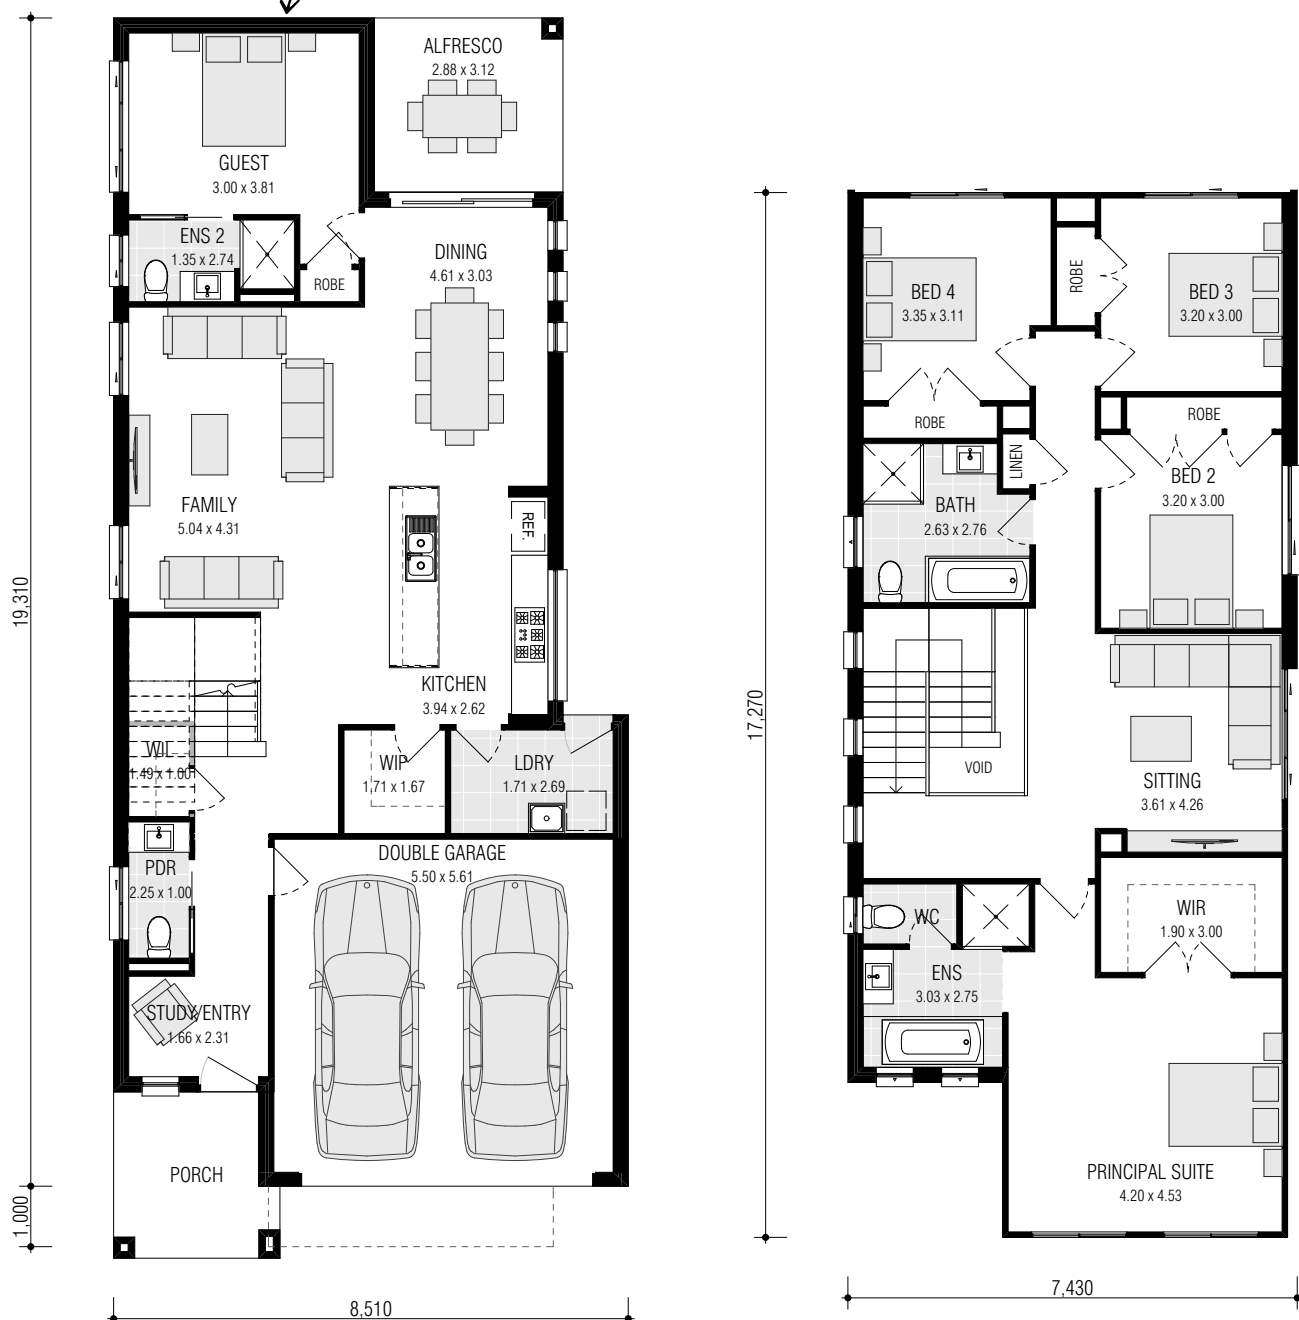 ALFRESCO
2.88 x 3.12
GUEST
3.00 x 3.81
ENS 2
1.35 x 2.74
ROBE
DINING
4.61 x 3.03
FAMILY
5.04 x 4.31
REF.
KITCHEN
3.94 x 2.62
WIL
1.49 x 1.00
WIP
1.71 x 1.67
LDRY
1.71 x 2.69
PDR
2.25 x 1.00
DOUBLE GARAGE
5.50 x 5.61
STUDY/ENTRY
1.66 x 2.31
PORCH
19,310
1,000
8,510
BED 4
3.35 x 3.11
ROBE
BED 3
3.20 x 3.00
ROBE
ROBE
LINEN
BED 2
3.20 x 3.00
BATH
2.63 x 2.76
VOID
SITTING
3.61 x 4.26
WC
WIR
1.90 x 3.00
ENS
3.03 x 2.75
PRINCIPAL SUITE
4.20 x 4.53
17,270
7,430